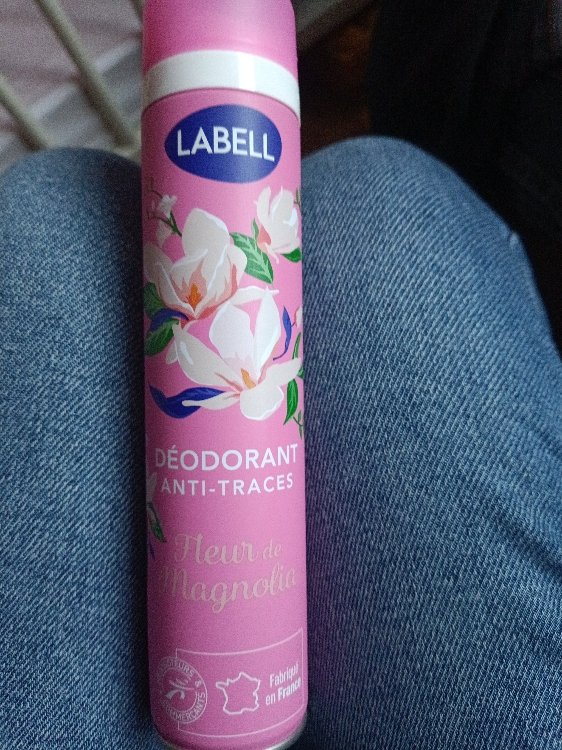 LABELL
DÉODORANT
ANTI-TRACES
Fleur de
Magnolia
Fabriqué
en France